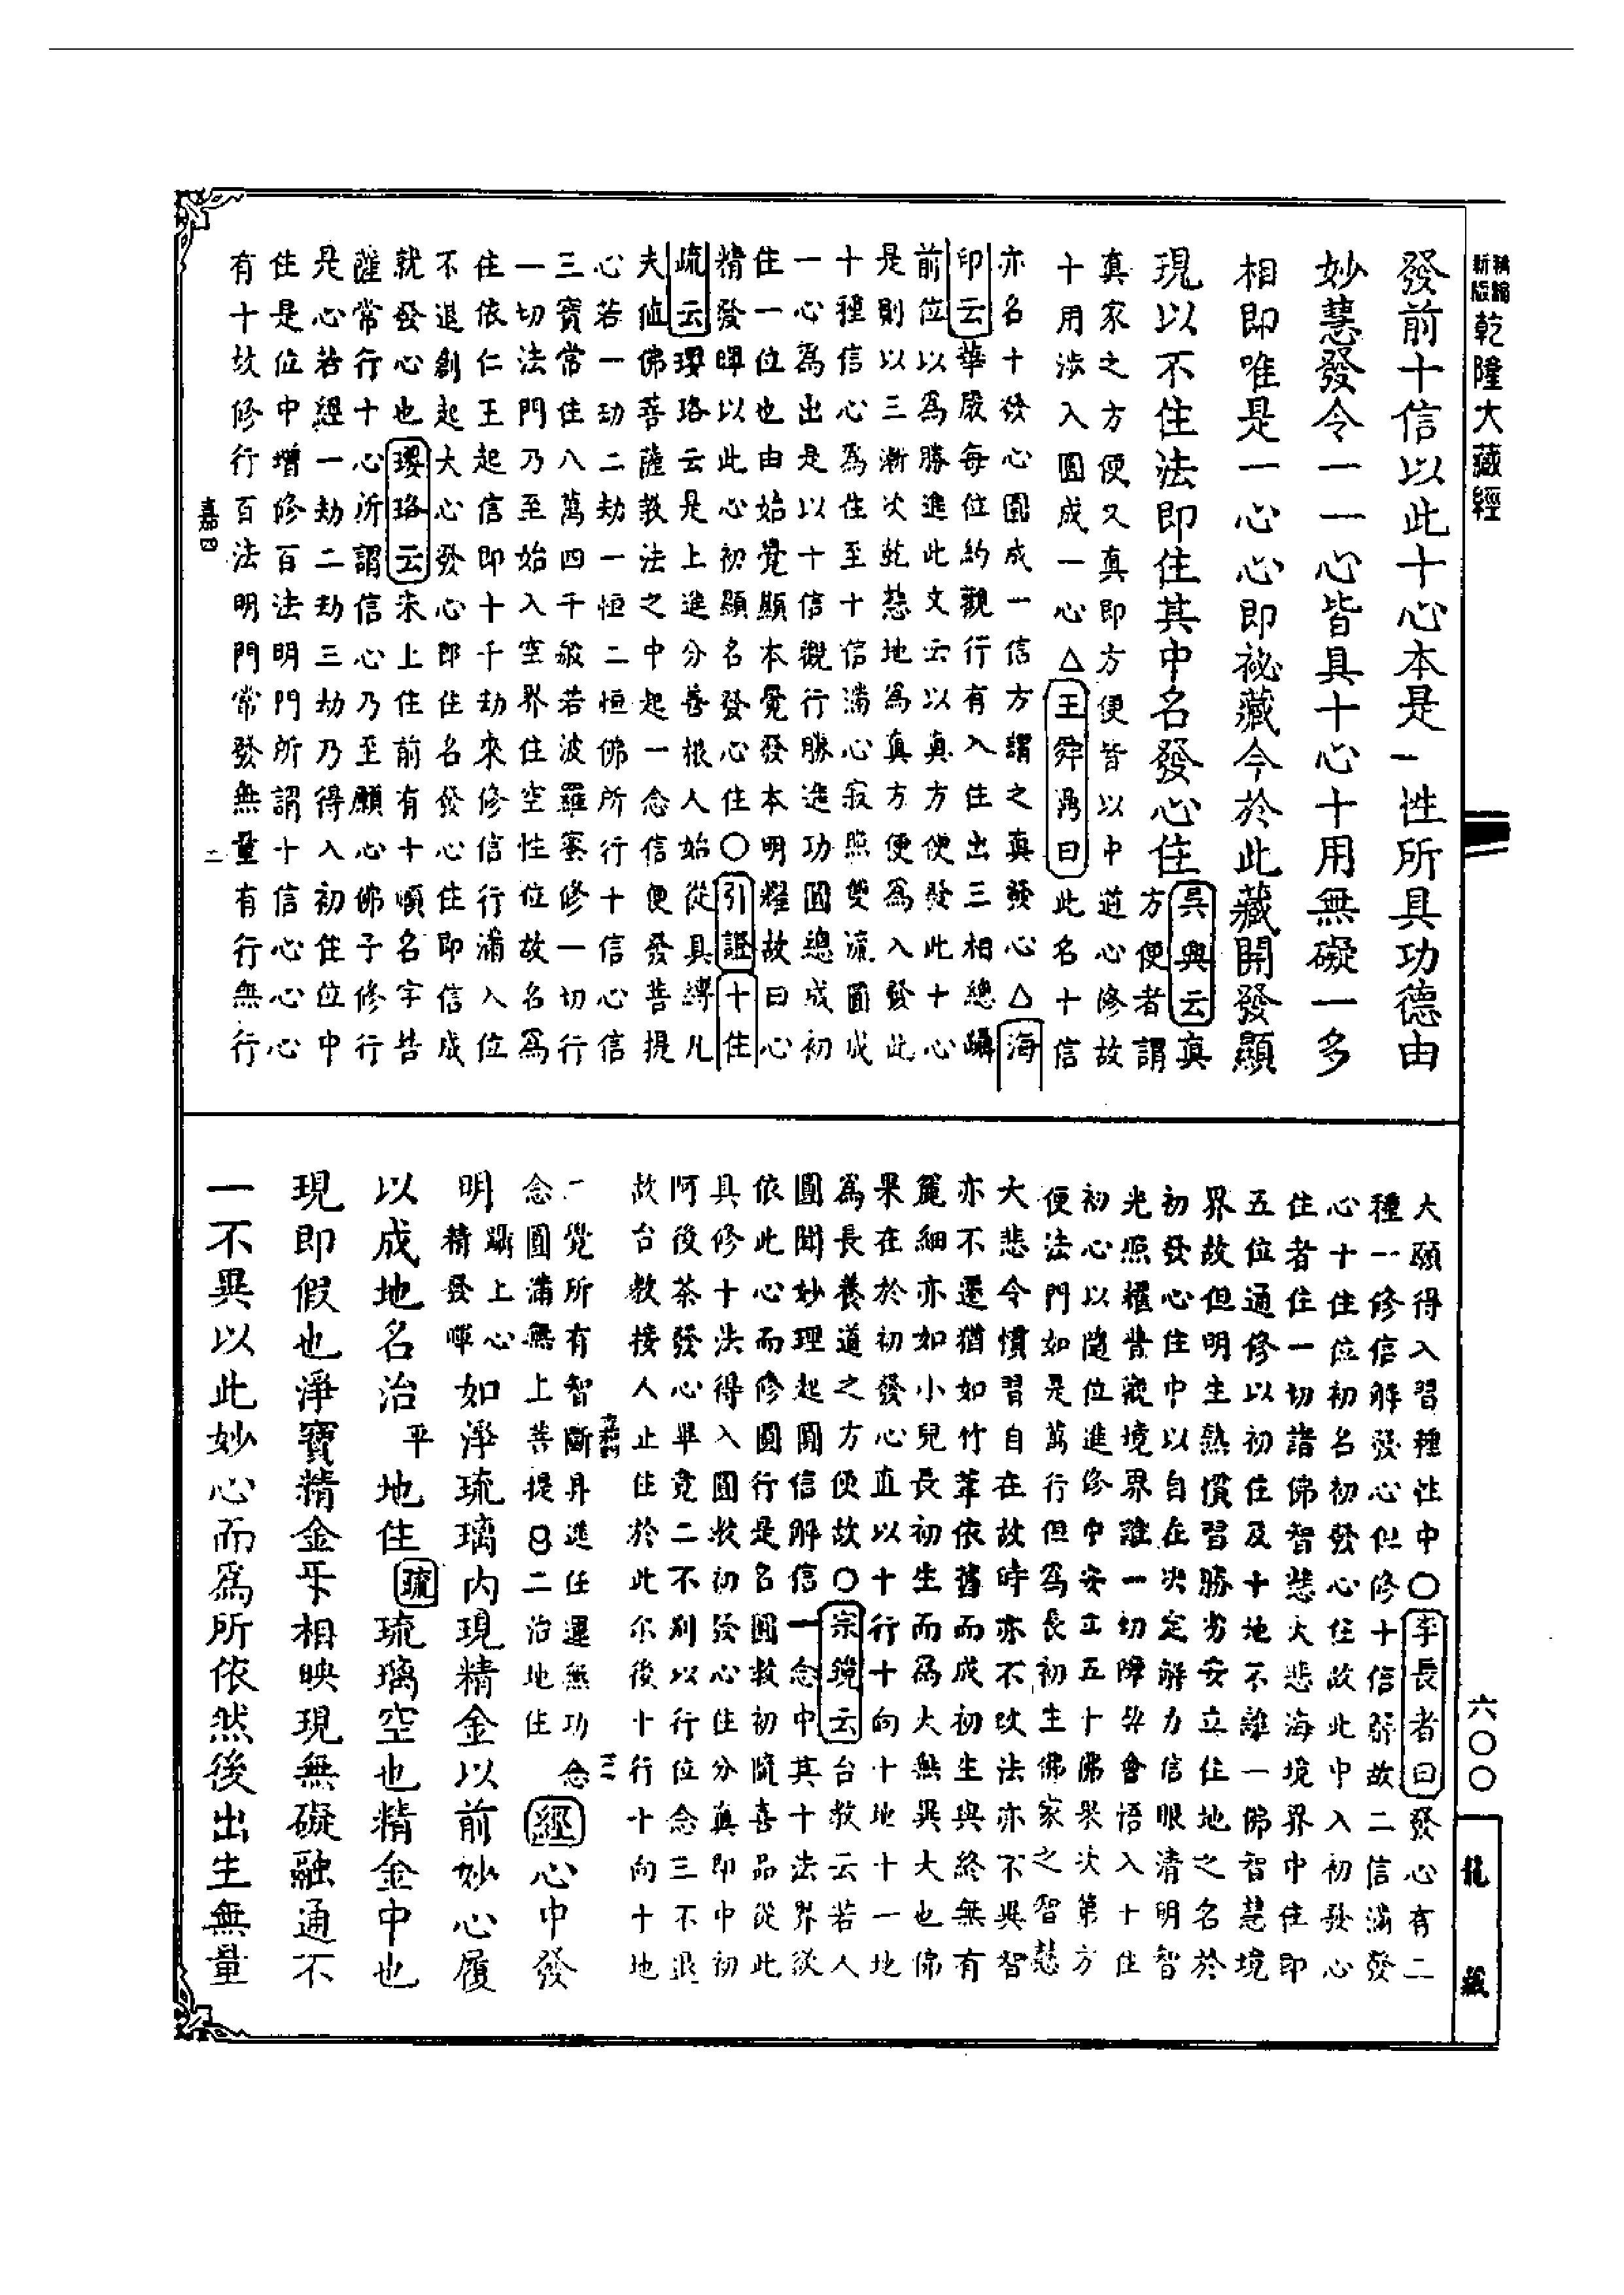 精縮新版乾隆大藏經
發前十信以此十心本是一性所具功德由
妙慧發令一一心皆具十心十用無礙一多
相即唯是一心心即祕藏今於此藏開發顯
現以不住法即住其中名發心住
吳興云真
方便者謂
真家之方便又真即方便皆以中道心修故
十用涉入圓成一心△王舜鼎曰此名十信
亦名十發心圓成一信方謂之真發心△海
印云華嚴每位約觀行有入住出三相總躡
前位以為勝進此文云以真方便發此十心
是則以三漸次乾慧地為真方便為入發此
十種信心為住至十信滿心寂照雙流圓成
一心為出是以十信觀行勝進功圓總成初
住一位也由始覺顯本覺發本明耀故曰心
精發暉以此心初顯名發心住○引證十住
疏云瓔珞云是上進分善根人始從具縛凡
夫值佛菩薩教法之中起一念信便發菩提
心若一劫二劫一恒二恒佛所行十信心信
三寶常住八萬四千般若波羅蜜修一切行
一切法門乃至始入空界住空性位故名為
住依仁王起信即十千劫來修信行滿入位
不退創起大心發心即住名發心住即信成
就發心也瓔珞云未上住前有十順名字菩
薩常行十心所謂信心乃至願心佛子修行
是心若經一劫二劫三劫乃得入初住位中
住是位中增修百法明門所謂十信心心心
有十故修行百法明門常發無量有行無行
嘉四
二
大願得入習種性中○李長者曰發心有二
種一修信解發心但修十信解故二信滿發
心十住位初名初發心住故此中入初發心
住者住一切諸佛智慧大悲海境界中住即
五位通修以初住及十地不離一佛智慧境
界故但明生熟慣習勝劣安立住地之名於
初發心住中以自在決定解力信眼清明智
光照耀普觀境界離一切障礙會悟入十住
初心以隨位進修中安立五十佛果次第方
便法門如是萬行但為長初生佛家之智慧
大悲令慣習自在故時亦不改法亦不異智
亦不遷猶如竹葦依舊而成初生與終無有
麤細亦如小兒長初生而為大無異大也佛
果在於初發心直以十行十向十地十一地
為長養道之方便故○宗鏡云台教云若人
圓聞妙理起圓信解信一念中具十法界從
依此心而修圓行是名圓教初隨喜品從此
具修十法得入圓教初發心住分真即中初
阿後茶發心畢竟二不別以行位念三不退
故台教接人止住於此不後十行十向十地
一覺所有智斷昇進任運無功念
念圓滿無上菩提 二治地住
經心中發
明躡上心
精發暉如淨琉璃內現精金以前妙心履
以成地名治平地住疏琉璃空也精金中也
現即假也淨寶精金互相映現無礙融通不
一不異以此妙心而為所依然後出生無量
六〇〇
龍藏